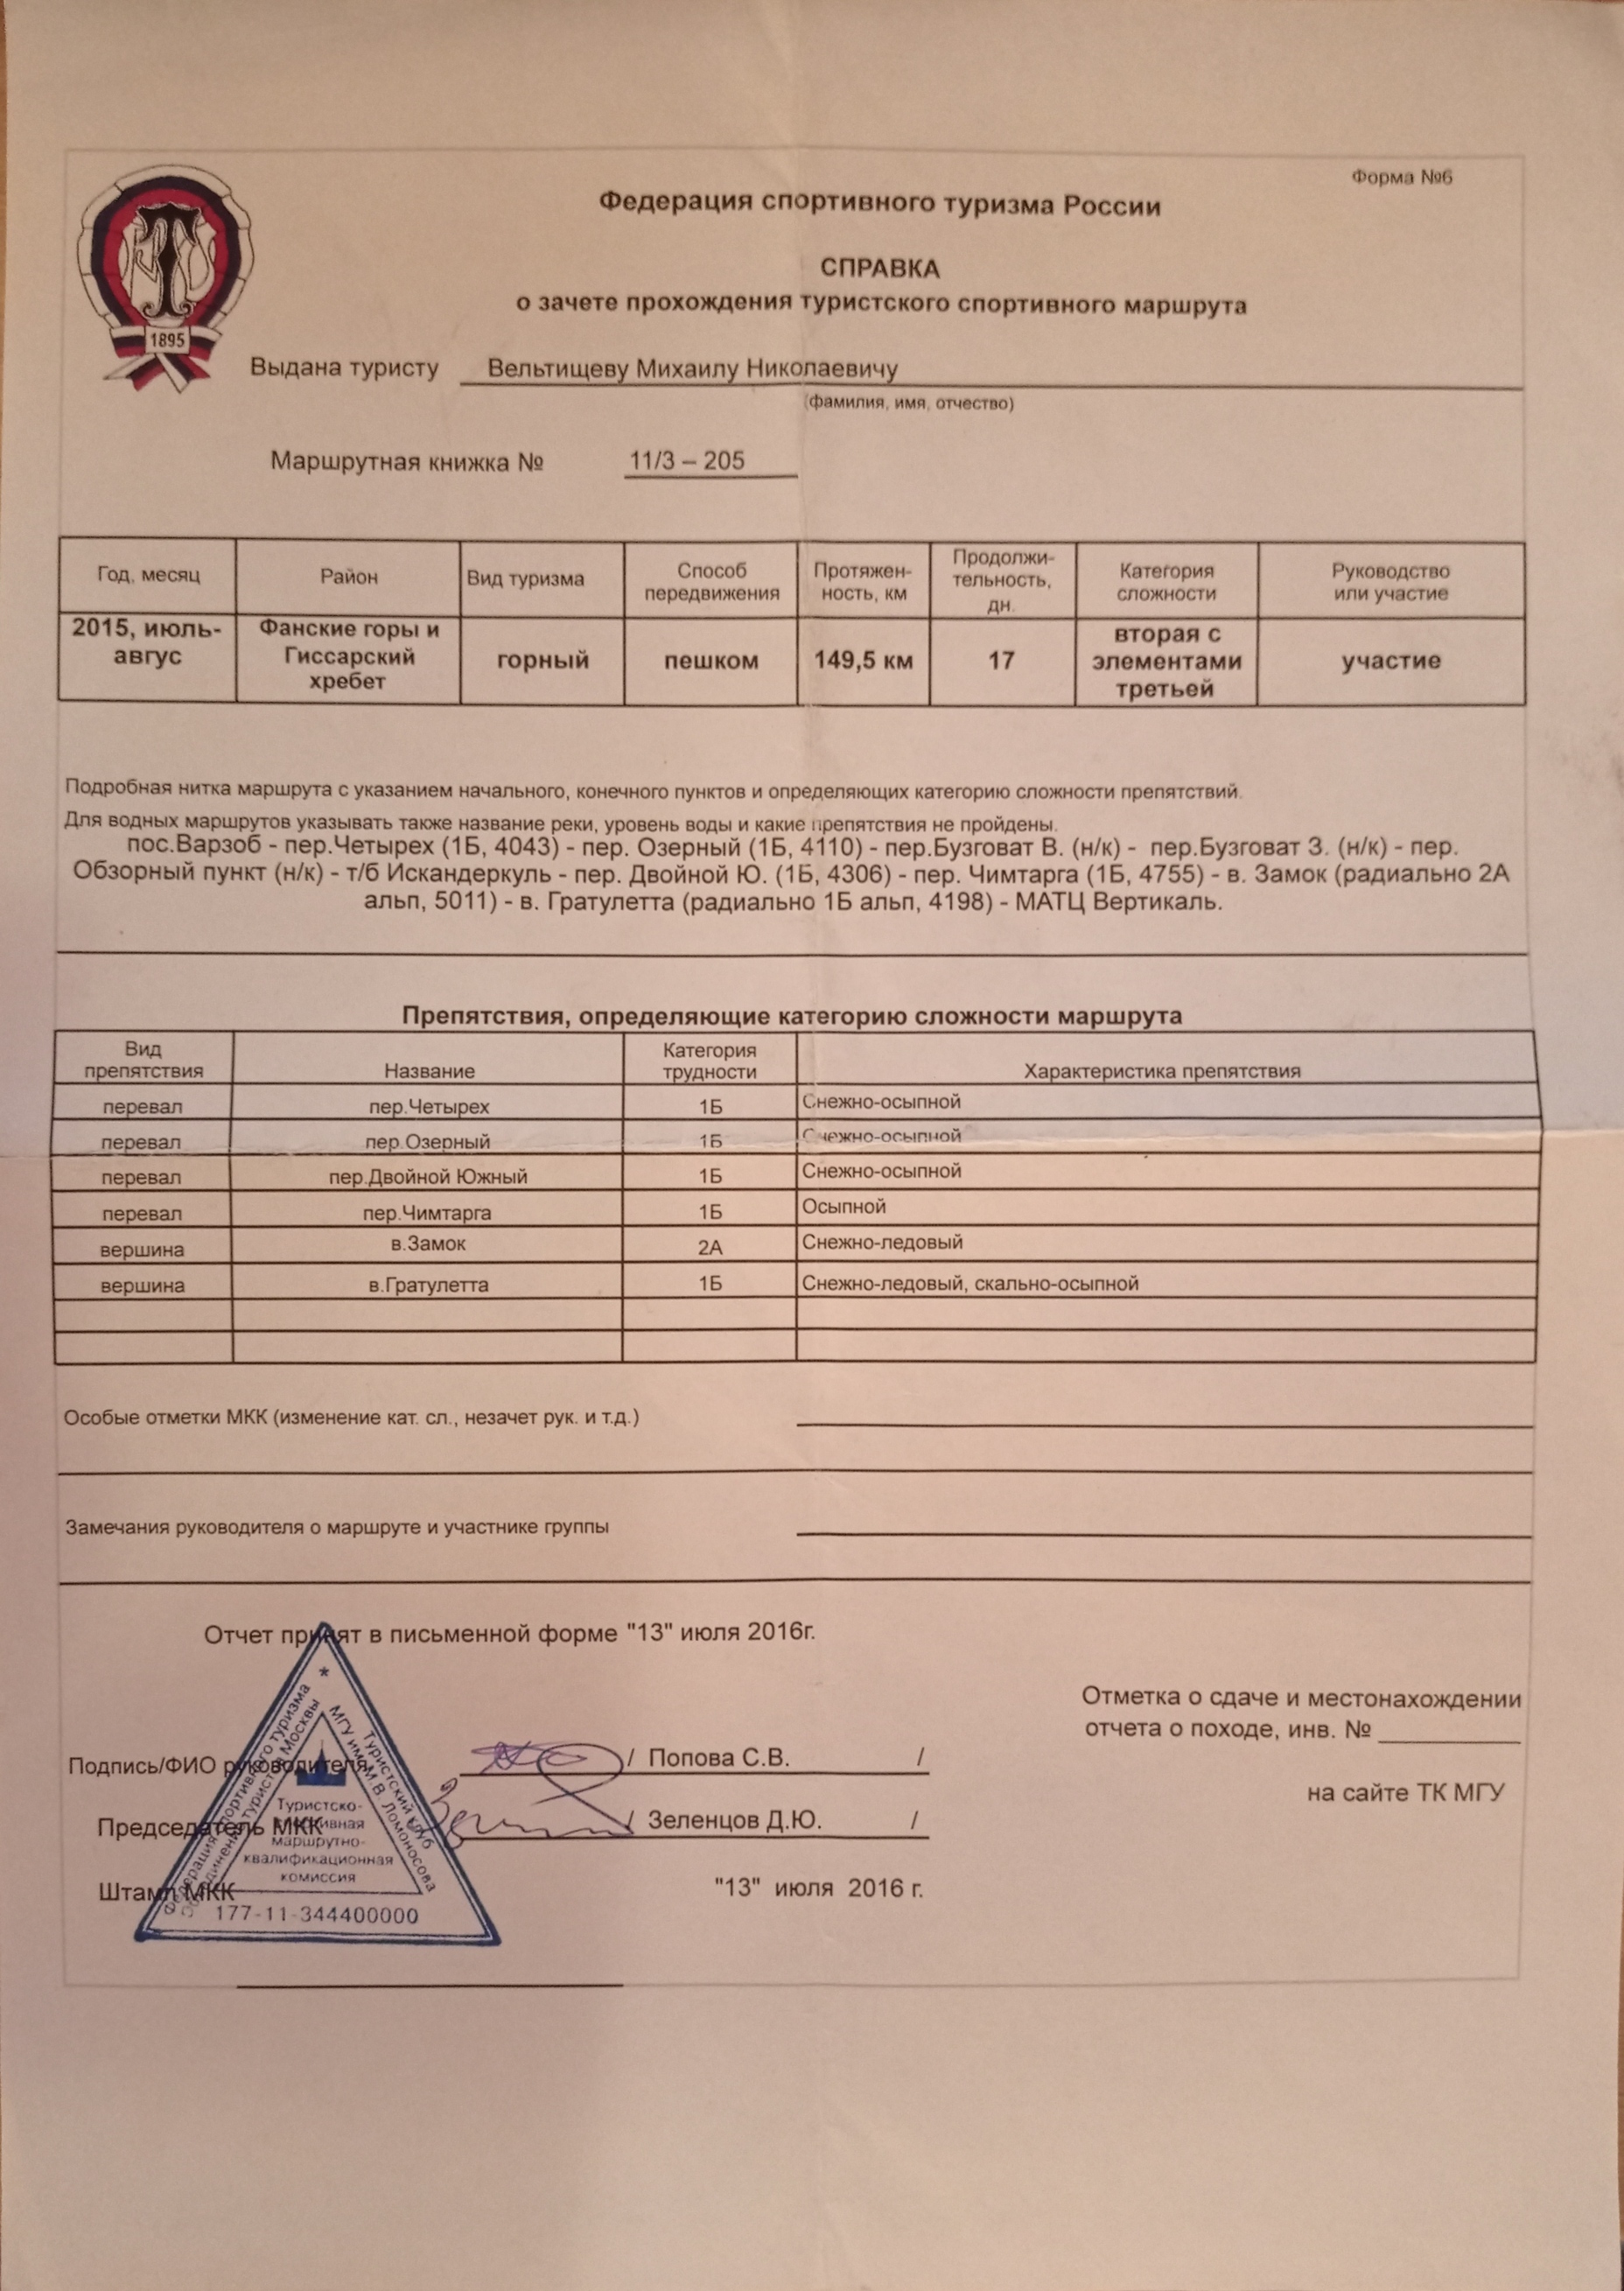 Форма №6
Федерация спортивного туризма России
СПРАВКА
о зачете прохождения туристского спортивного маршрута
1895
Выдана туристу Вельтищеву Михаилу Николаевичу
(фамилия, имя, отчество)
Маршрутная книжка № 11/3 – 205
Год, месяц Район Вид туризма Способ передвижения Протяжен-ность, км Продолжи-тельность, дн. Категория сложности Руководство или участие
2015, июль-авгус Фанские горы и Гиссарский хребет горный пешком 149,5 км 17 вторая с элементами третьей участие
Подробная нитка маршрута с указанием начального, конечного пунктов и определяющих категорию сложности препятствий.
Для водных маршрутов указывать также название реки, уровень воды и какие препятствия не пройдены.
пос.Варзоб - пер.Четырех (1Б, 4043) - пер. Озерный (1Б, 4110) - пер.Бузговат В. (н/к) - пер.Бузговат З. (н/к) - пер.
Обзорный пункт (н/к) - т/б Искандеркуль - пер. Двойной Ю. (1Б, 4306) - пер. Чимтарга (1Б, 4755) - в. Замок (радиально 2А
альп, 5011) - в. Гратулетта (радиально 1Б альп, 4198) - МАТЦ Вертикаль.
Препятствия, определяющие категорию сложности маршрута
Вид препятствия Название Категория трудности Характеристика препятствия
перевал пер.Четырех 1Б Снежно-осыпной
перевал пер.Озерный 1Б Снежно-осыпной
перевал пер.Двойной Южный 1Б Снежно-осыпной
перевал пер.Чимтарга 1Б Осыпной
вершина в.Замок 2А Снежно-ледовый
вершина в.Гратулетта 1Б Снежно-ледовый, скально-осыпной
Особые отметки МКК (изменение кат. сл., незачет рук. и т.д.)
Замечания руководителя о маршруте и участнике группы
Отчет принят в письменной форме "13" июля 2016г.
Отметка о сдаче и местонахождении
отчета о походе, инв. №
на сайте ТК МГУ
Подпись/ФИО руководителя / Попова С.В. /
Председатель МКК / Зеленцов Д.Ю. /
Штамп МКК "13" июля 2016 г.
Федерация спортивного туризма
Объединение туристов Москвы
Туристский клуб
МГУ им. М.В. Ломоносова
Туристско-
спортивная
маршрутно-
квалификационная
комиссия
177-11-344400000